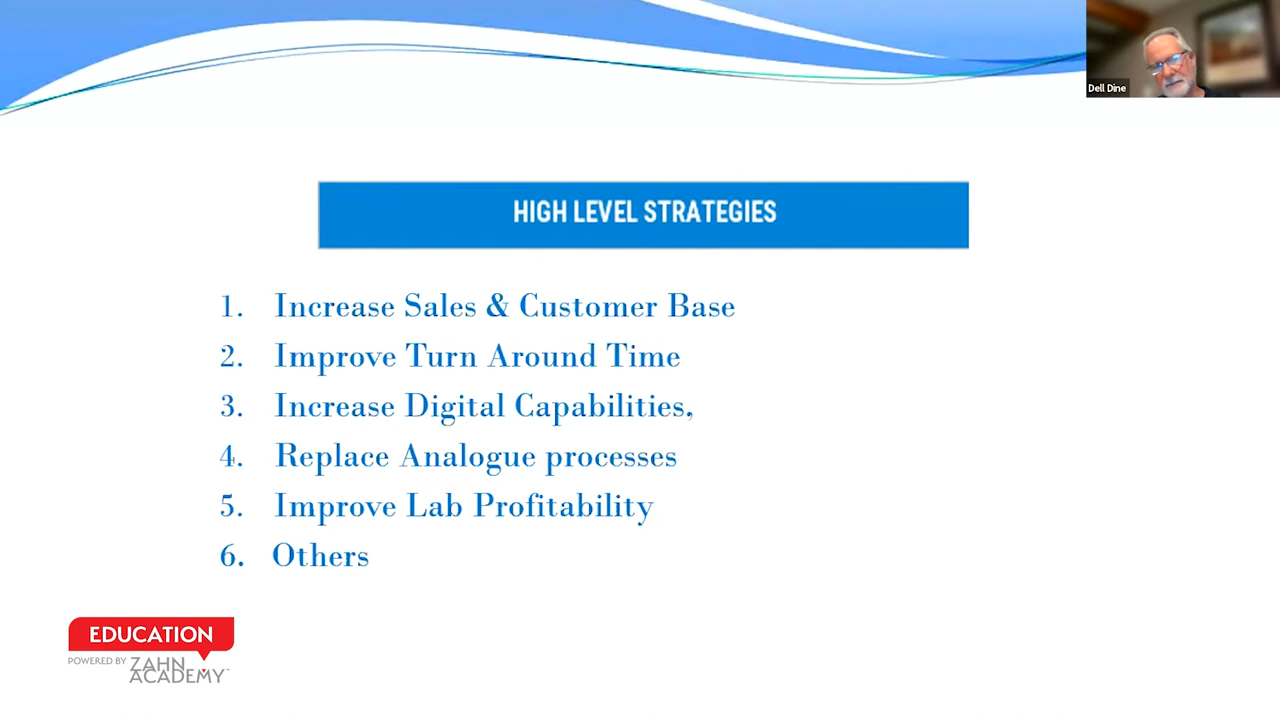 Dell Dine
HIGH LEVEL STRATEGIES
1. Increase Sales & Customer Base
2. Improve Turn Around Time
3. Increase Digital Capabilities,
4. Replace Analogue processes
5. Improve Lab Profitability
6. Others
EDUCATION
POWERED BY ZAHN
ACADEMY